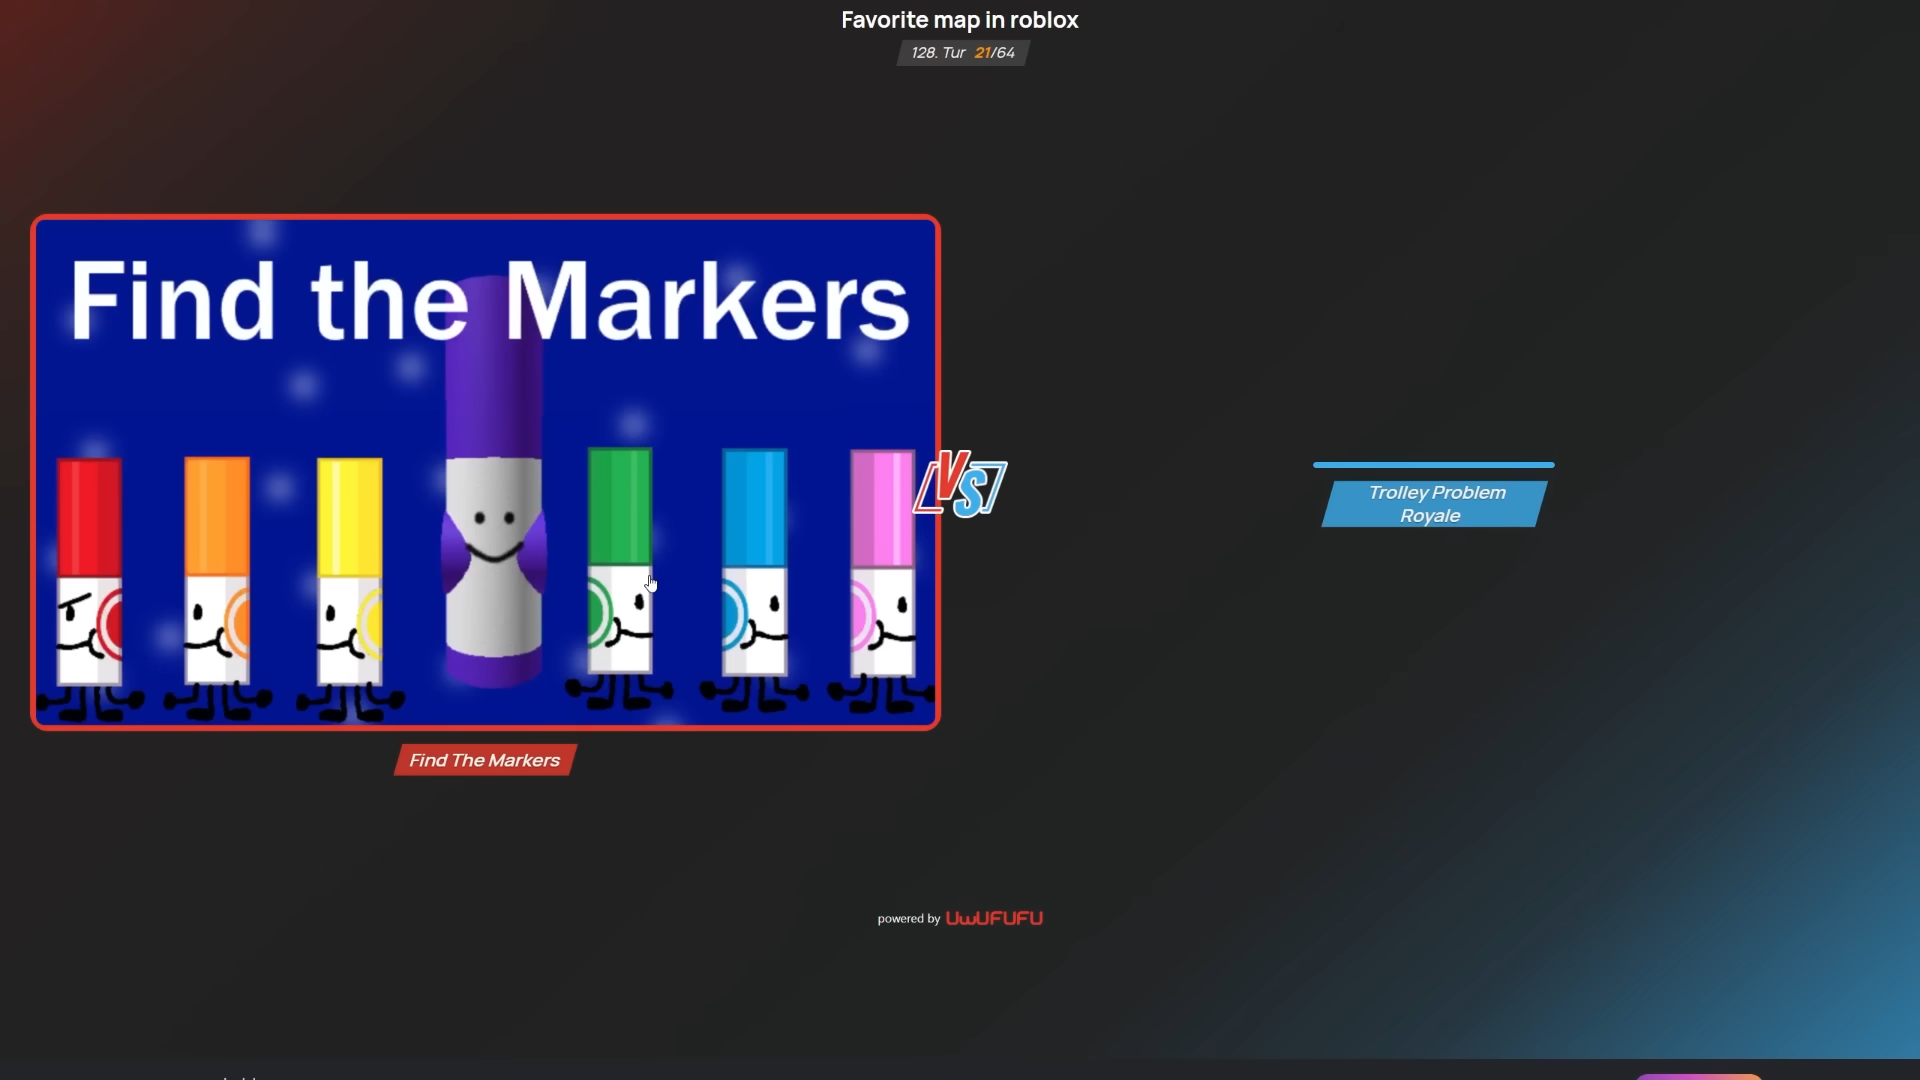 Favorite map in roblox
128. Tur 21/64
Find the Markers
VS
Trolley Problem
Royale
Find The Markers
powered by UwUFUFU